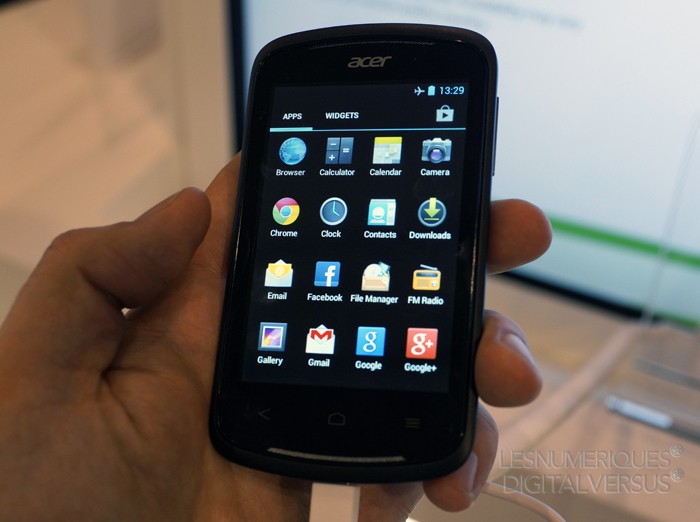 acer
13:29
APPS WIDGETS
Browser Calculator Calendar Camera
Chrome Clock Contacts Downloads
Email Facebook File Manager FM Radio
Gallery Gmail Google Google+
LESNUMERIQUES
DIGITALVERSUS